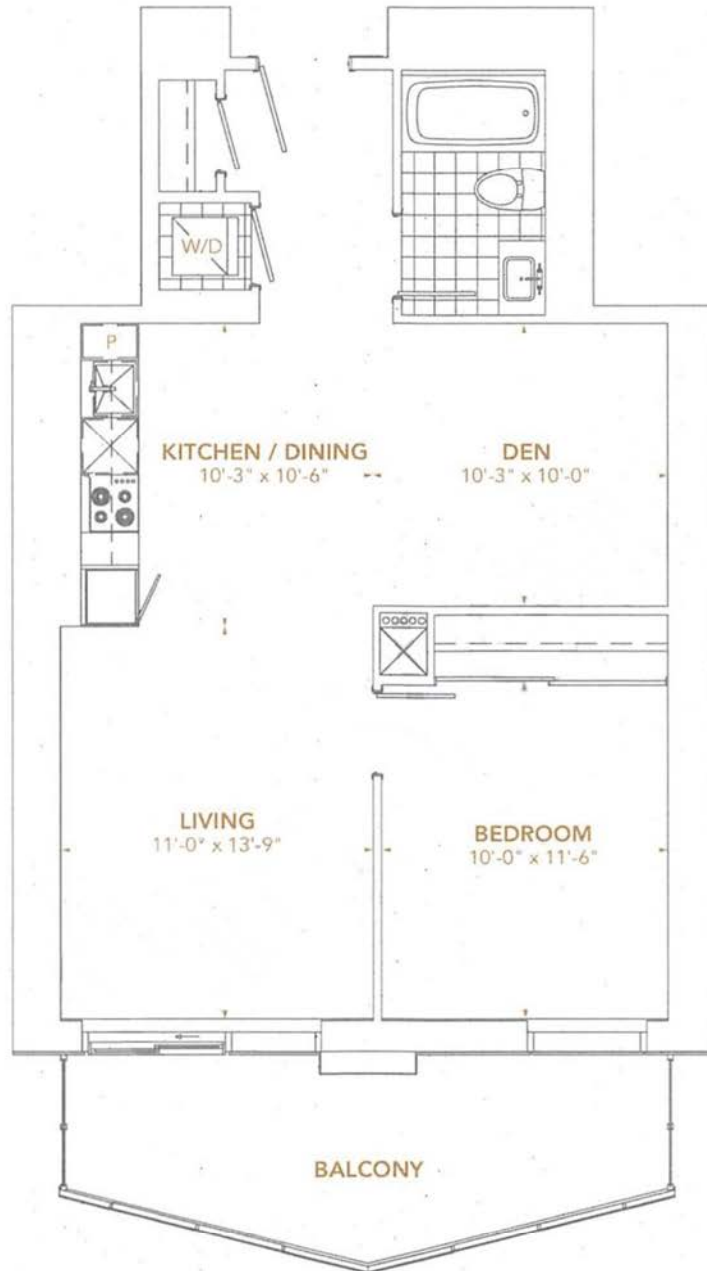 W/D
P
KITCHEN / DINING
10'-3" x 10'-6"
DEN
10'-3" x 10'-0"
LIVING
11'-0" x 13'-9"
BEDROOM
10'-0" x 11'-6"
BALCONY